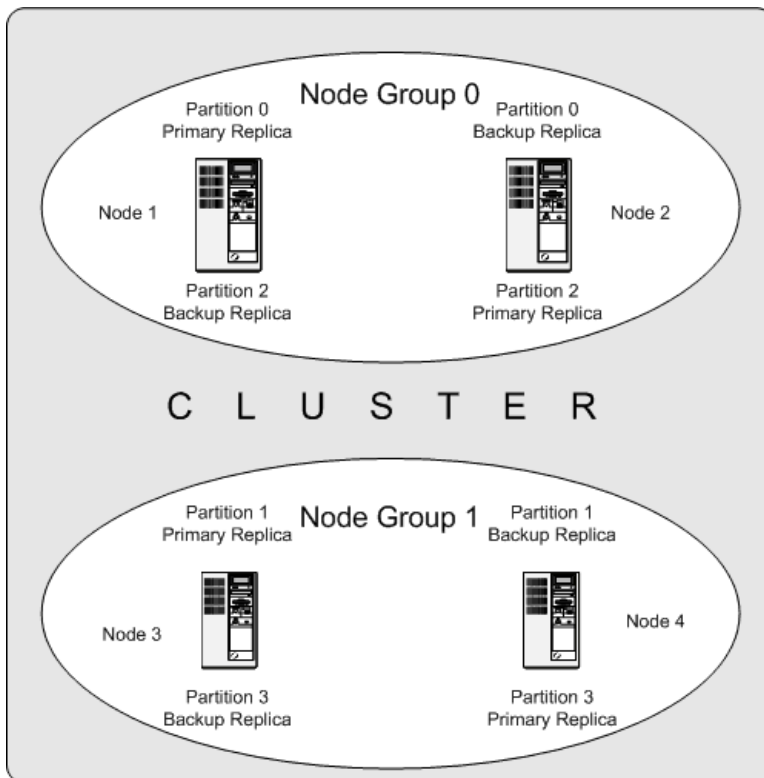 Node Group 0
Partition 0
Primary Replica
Partition 0
Backup Replica
Node 1
Node 2
Partition 2
Backup Replica
Partition 2
Primary Replica
C L U S T E R
Node Group 1
Partition 1
Primary Replica
Partition 1
Backup Replica
Node 3
Node 4
Partition 3
Backup Replica
Partition 3
Primary Replica